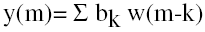 y(m)= Σ bk w(m-k)